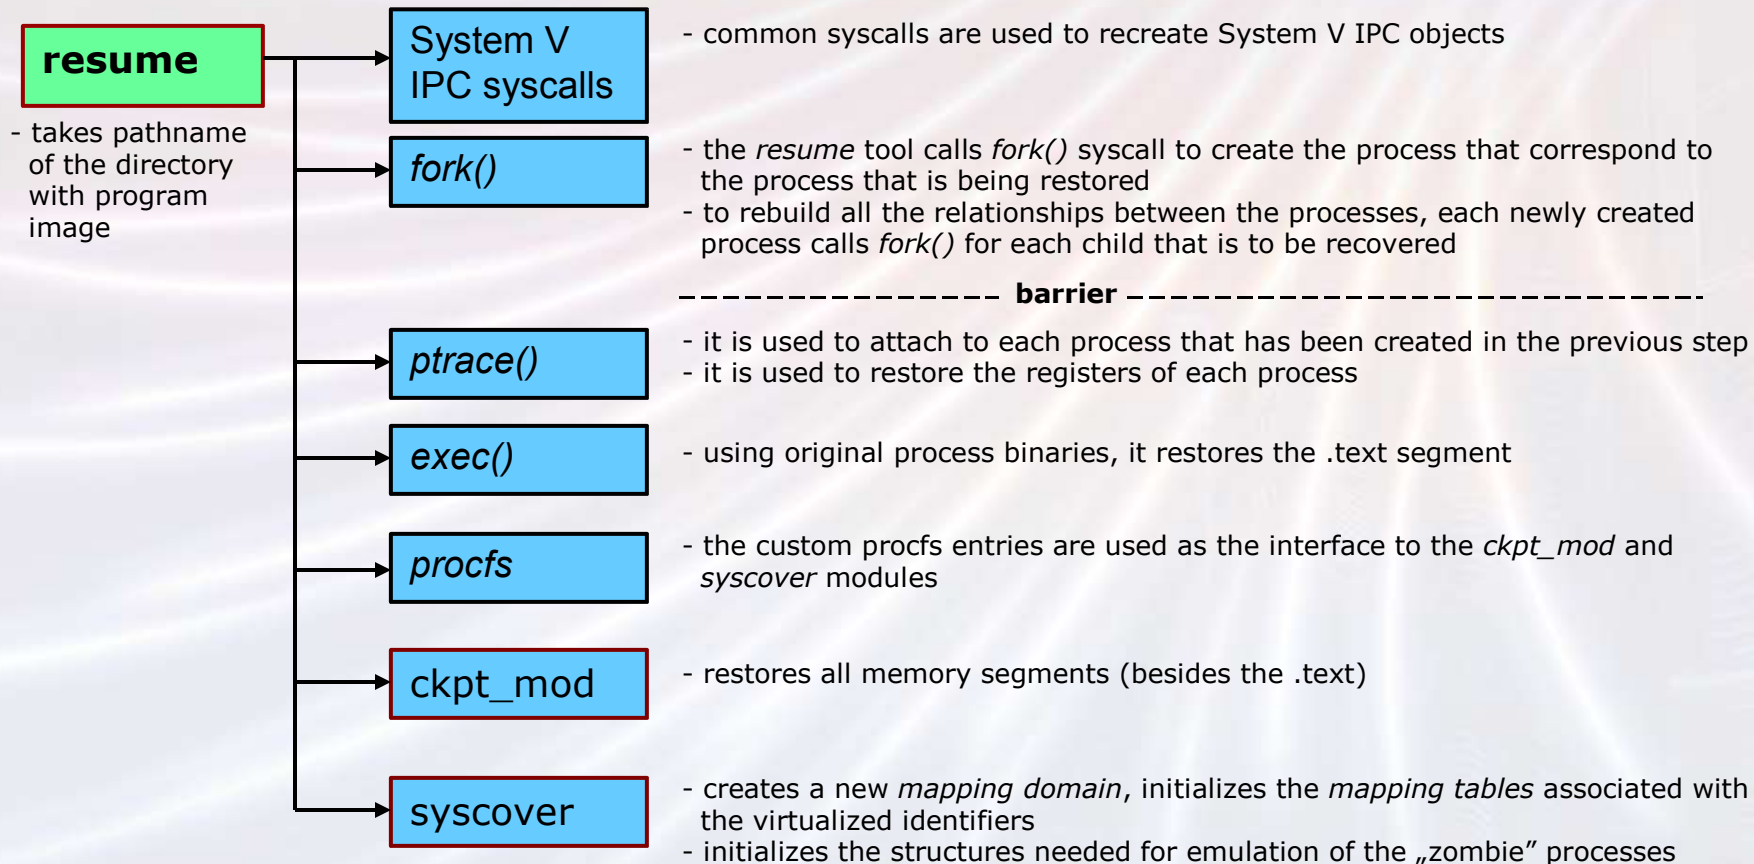 resume
- takes pathname
of the directory
with program
image
System V
IPC syscalls
- common syscalls are used to recreate System V IPC objects
fork()
- the resume tool calls fork() syscall to create the process that correspond to
the process that is being restored
- to rebuild all the relationships between the processes, each newly created
process calls fork() for each child that is to be recovered
barrier
ptrace()
- it is used to attach to each process that has been created in the previous step
- it is used to restore the registers of each process
exec()
- using original process binaries, it restores the .text segment
procfs
- the custom procfs entries are used as the interface to the ckpt_mod and
syscover modules
ckpt_mod
- restores all memory segments (besides the .text)
syscover
- creates a new mapping domain, initializes the mapping tables associated with
the virtualized identifiers
- initializes the structures needed for emulation of the „zombie” processes